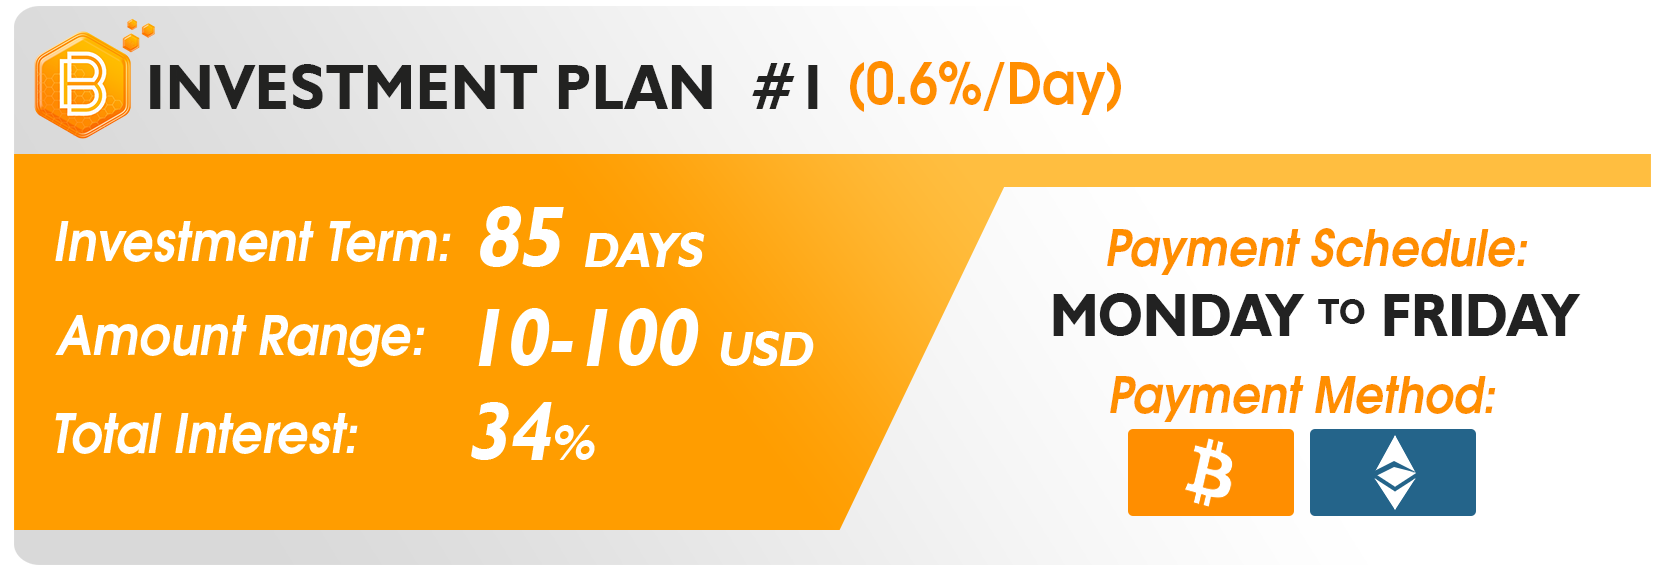 B
INVESTMENT PLAN #1 (0.6%/Day)
Investment Term: 85 DAYS
Amount Range: 10-100 USD
Total Interest: 34%
Payment Schedule:
MONDAY TO FRIDAY
Payment Method: